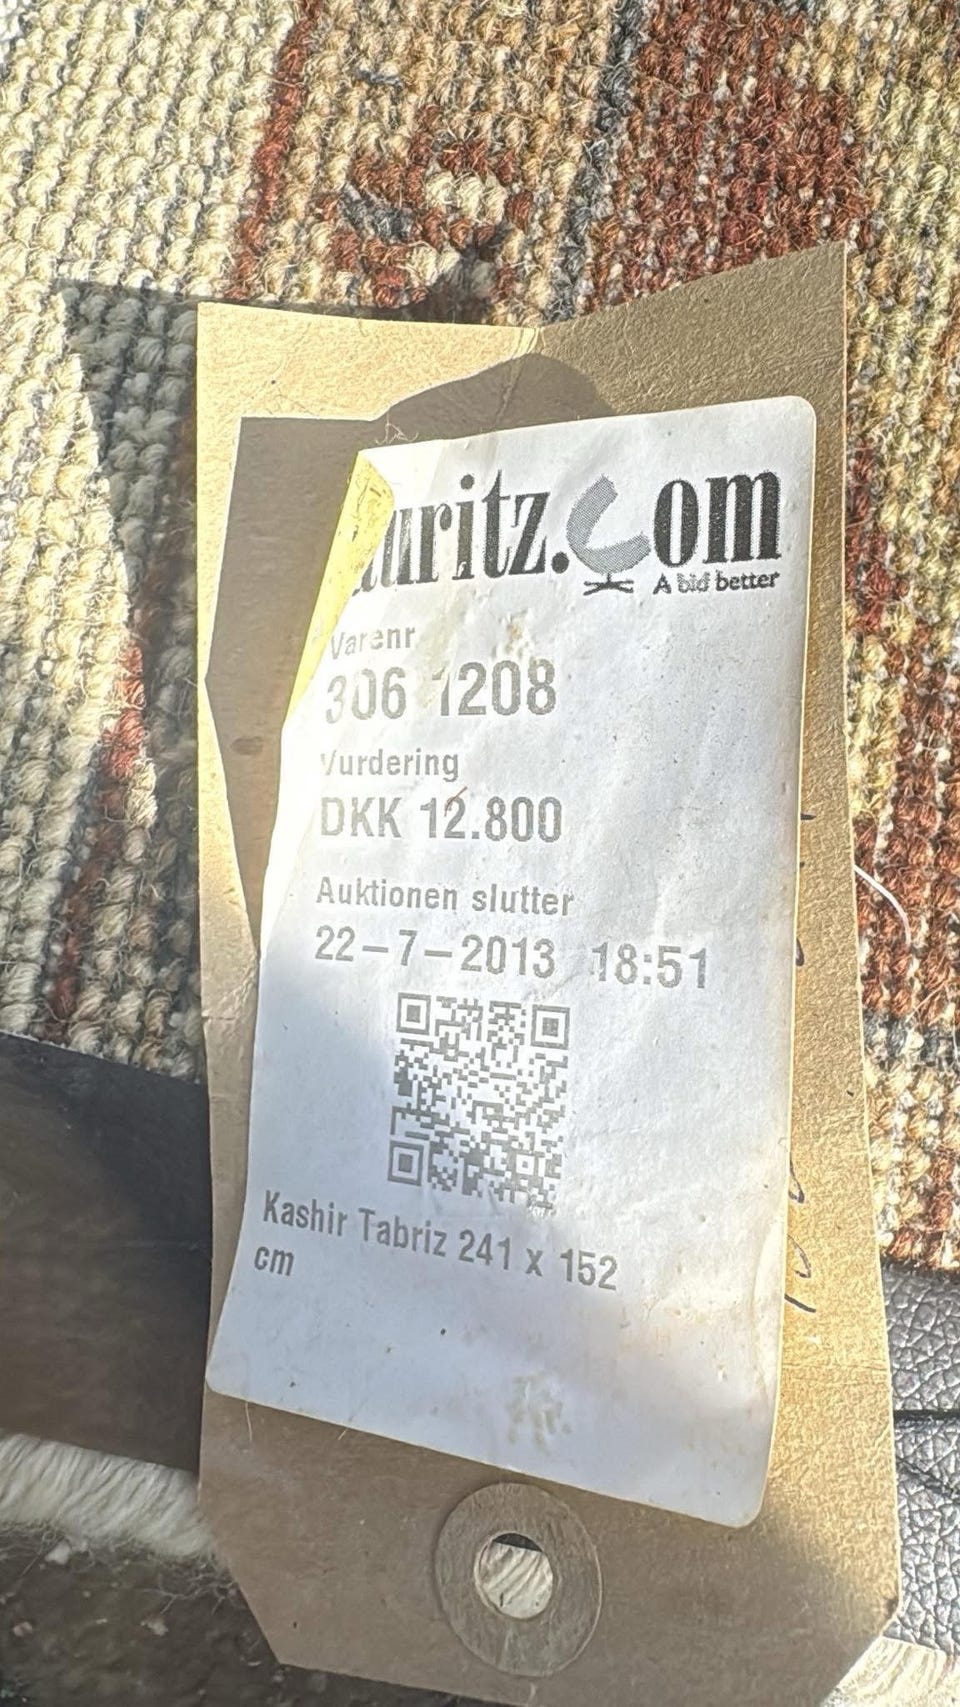 uritz.Com
A bid better
Varenr
306 1208
Vurdering
DKK 12.800
Auktionen slutter
22-7-2013 18:51
Kashir Tabriz 241 x 152
cm